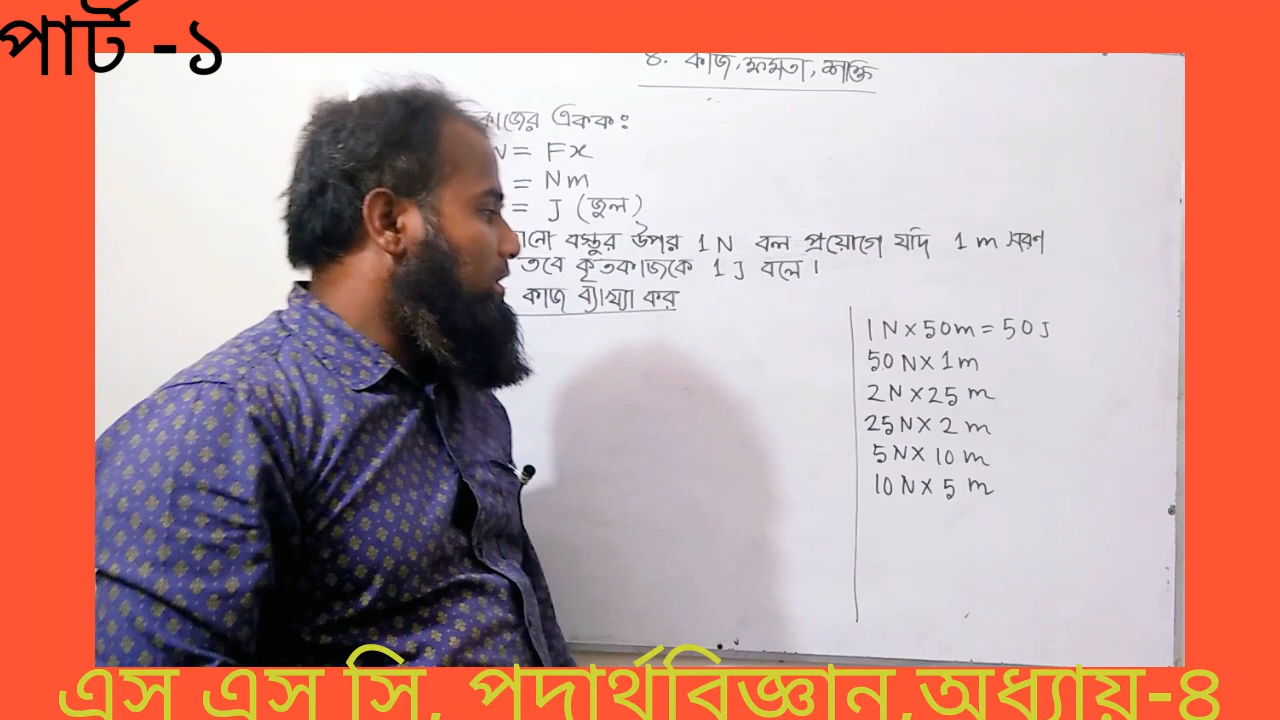 পার্ট -১
৪. কাজ, ক্ষমতা, শক্তি
কাজের একক:
= Fx
= Nm
= J (জুল)
বস্তুর উপর 1 N বল প্রয়োগে যদি 1 m সরণ
তবে কৃতকাজকে 1 J বলে।
কাজ ব্যাখ্যা কর
1 N × 50 m = 50 J
50 N × 1 m
2 N × 25 m
25 N × 2 m
5 N × 10 m
10 N × 5 m
এস এস সি, পদার্থবিজ্ঞান,অধ্যায়-৪